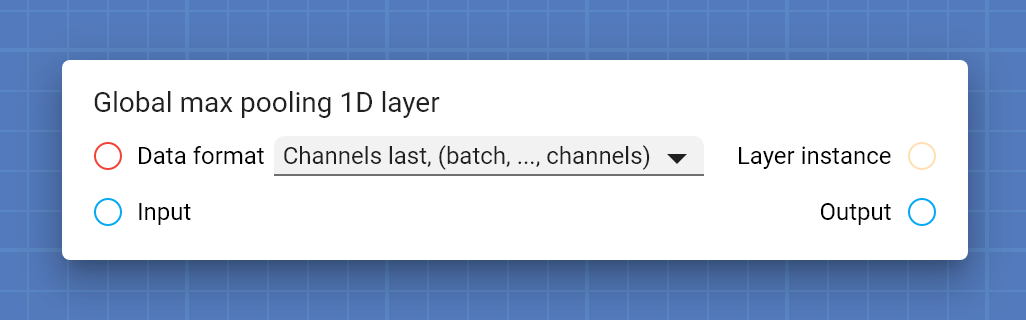 Global max pooling 1D layer
Data format Channels last, (batch, ..., channels) Layer instance
Input Output